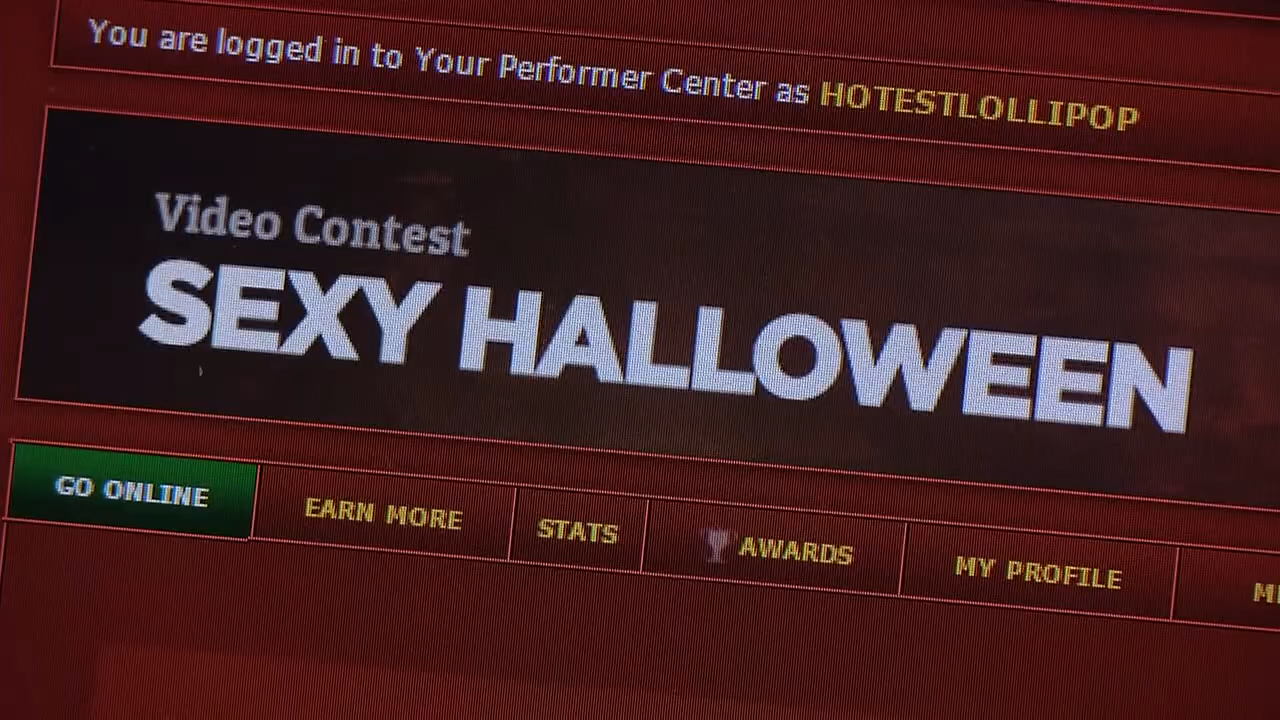 You are logged in to Your Performer Center as HOTESTLOLLIPOP
Video Contest
SEXY HALLOWEEN
GO ONLINE
EARN MORE
STATS
AWARDS
MY PROFILE